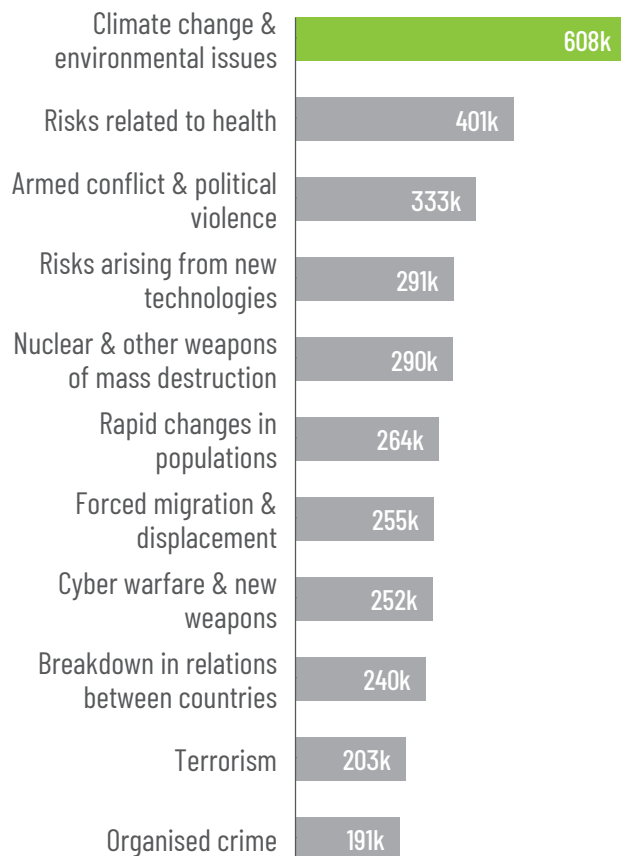 Climate change &
environmental issues
608k
Risks related to health
401k
Armed conflict & political
violence
333k
Risks arising from new
technologies
291k
Nuclear & other weapons
of mass destruction
290k
Rapid changes in
populations
264k
Forced migration &
displacement
255k
Cyber warfare & new
weapons
252k
Breakdown in relations
between countries
240k
Terrorism
203k
Organised crime
191k